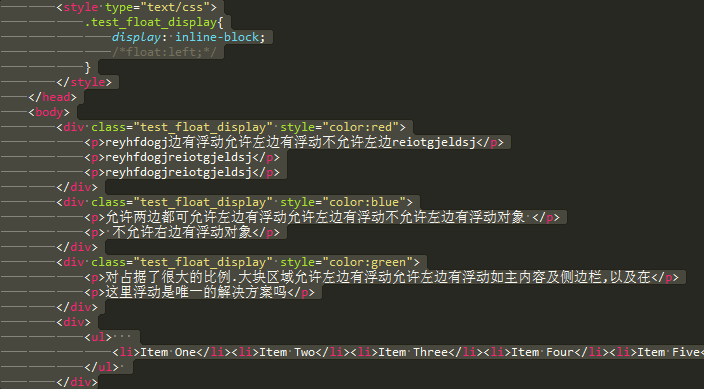 <style type="text/css">
.test_float_display{
display: inline-block;
/*float:left;*/
}
</style>
</head>
<body>
<div class="test_float_display" style="color:red">
<p>reyhfdogj边有浮动允许左边有浮动不允许左边reiotgjeldsj</p>
<p>reyhfdogjreiotgjeldsj</p>
<p>reyhfdogjreiotgjeldsj</p>
</div>
<div class="test_float_display" style="color:blue">
<p>允许两边都可允许左边有浮动允许左边有浮动不允许左边有浮动对象 </p>
<p> 不允许右边有浮动对象</p>
</div>
<div class="test_float_display" style="color:green">
<p>对占据了很大的比例.大块区域允许左边有浮动允许左边有浮动如主内容及侧边栏,以及在</p>
<p>这里浮动是唯一的解决方案吗</p>
</div>
<div>
<ul>
<li>Item One</li><li>Item Two</li><li>Item Three</li><li>Item Four</li><li>Item Five<
</ul>
</div>